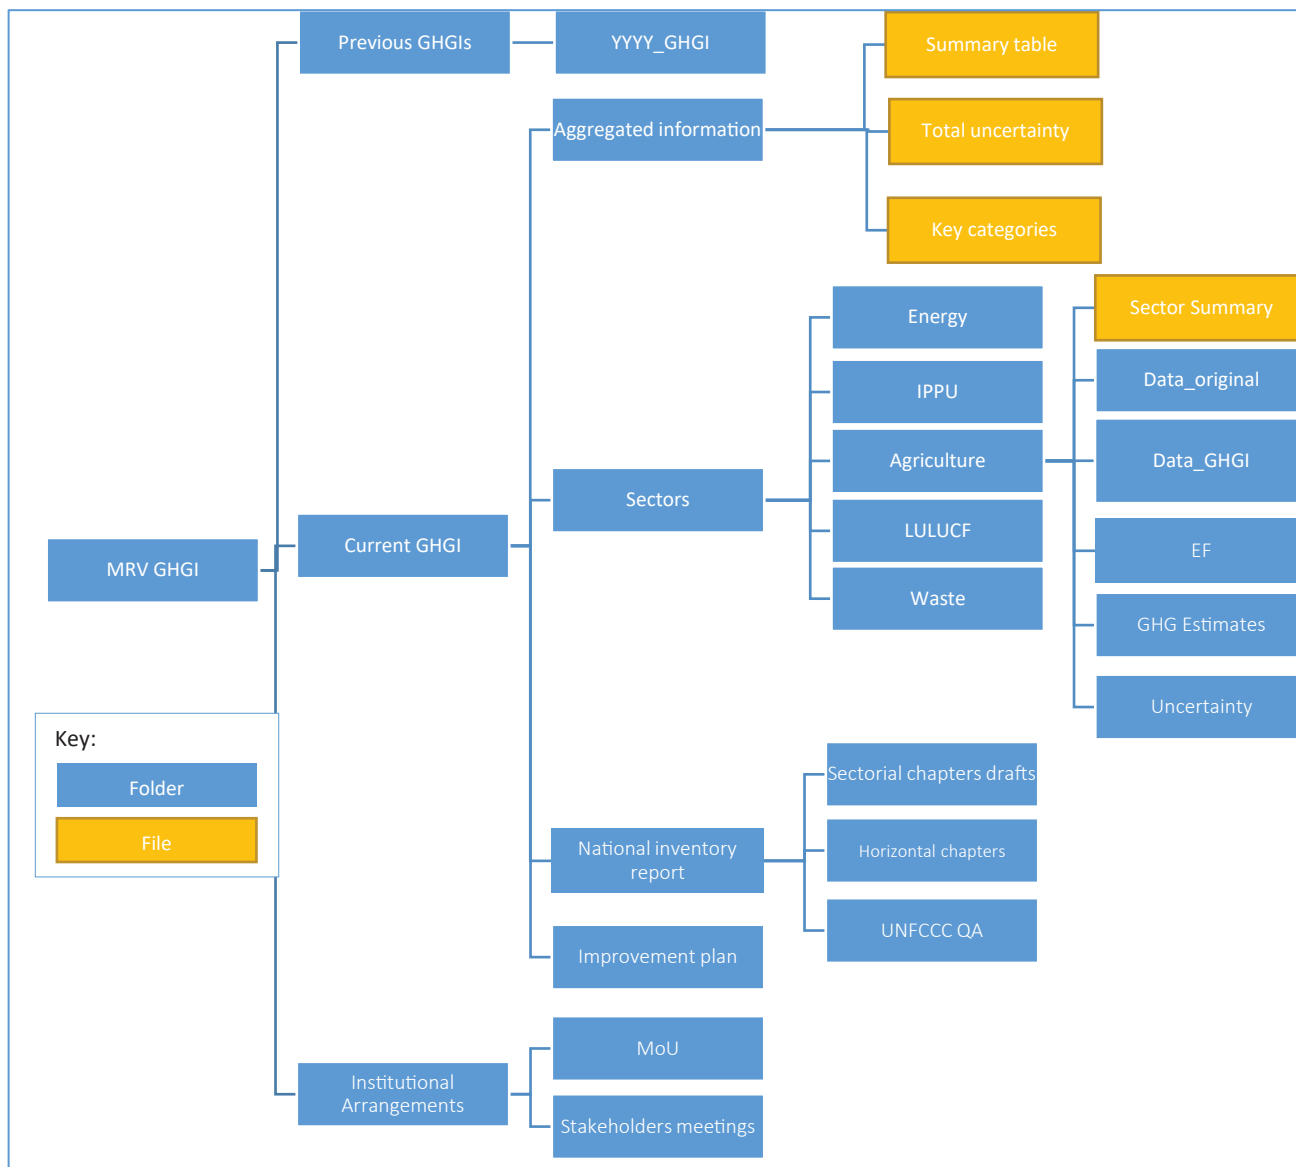 Previous GHGIs
YYYY_GHGI
Summary table
Aggregated information
Total uncertainty
Key categories
Energy
Sector Summary
IPPU
Data_original
Agriculture
Data_GHGI
Sectors
LULUCF
EF
Current GHGI
MRV GHGI
Waste
GHG Estimates
Uncertainty
Key:
Folder
File
Sectorial chapters drafts
National inventory
report
Horizontal chapters
UNFCCC QA
Improvement plan
MoU
Institutional
Arrangements
Stakeholders meetings